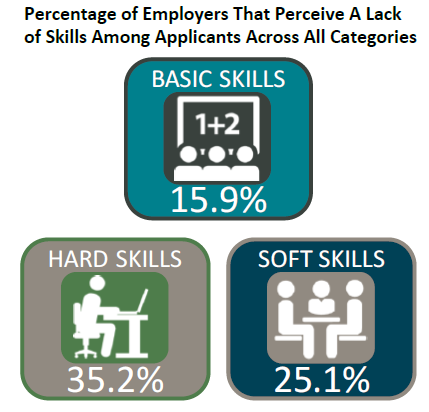 Percentage of Employers That Perceive A Lack
of Skills Among Applicants Across All Categories
BASIC SKILLS
1+2
15.9%
HARD SKILLS
35.2%
SOFT SKILLS
25.1%